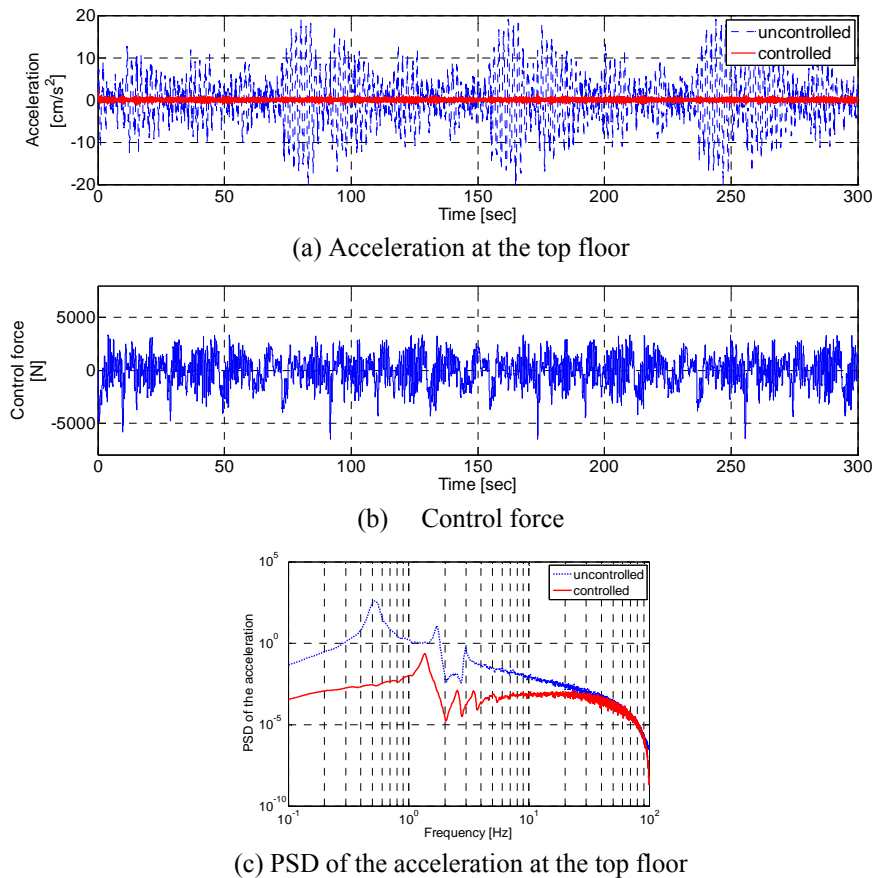 20
10
0
-10
-20
Acceleration
[cm/s²]
uncontrolled
controlled
0 50 100 150 200 250 300
Time [sec]
(a) Acceleration at the top floor
5000
0
-5000
Control force
[N]
0 50 100 150 200 250 300
Time [sec]
(b) Control force
10⁵
10⁰
10⁻⁵
10⁻¹⁰
PSD of the acceleration
uncontrolled
controlled
10⁻¹ 10⁰ 10¹ 10²
Frequency [Hz]
(c) PSD of the acceleration at the top floor